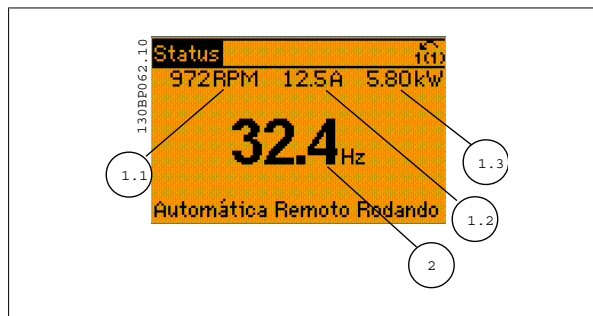 130BP062.10
Status
1(1)
972RPM 12.5A 5.80kW
32.4Hz
1.1
1.3
Automática Remoto Rodando
1.2
2